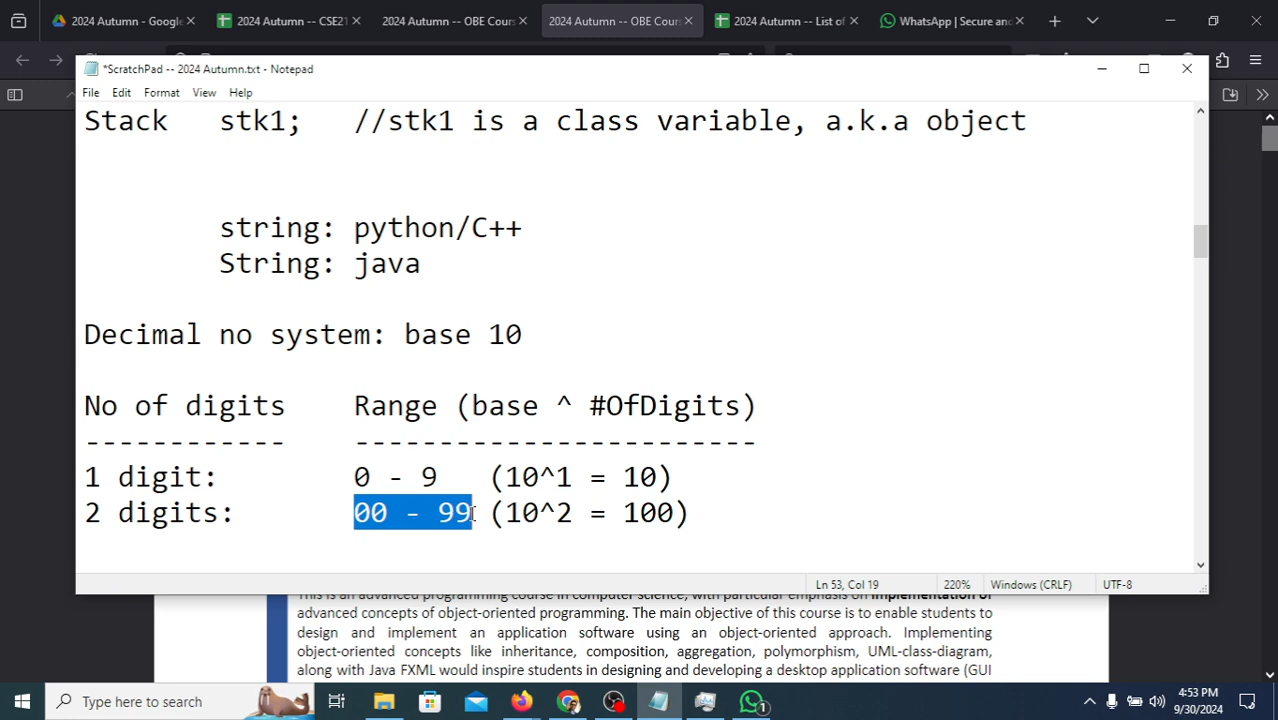 2024 Autumn - Google
2024 Autumn -- CSE21
2024 Autumn -- OBE Cours
2024 Autumn -- OBE Cours
2024 Autumn -- List of
WhatsApp | Secure and
*ScratchPad -- 2024 Autumn.txt - Notepad
File Edit Format View Help
Stack stk1; //stk1 is a class variable, a.k.a object
string: python/C++
String: java
Decimal no system: base 10
No of digits Range (base ^ #OfDigits)
------------ ------------------------
1 digit: 0 - 9 (10^1 = 10)
2 digits: 00 - 99 (10^2 = 100)
Ln 53, Col 19 220% Windows (CRLF) UTF-8
This is an advanced programming course in computer science, with particular emphasis on implementation of
advanced concepts of object-oriented programming. The main objective of this course is to enable students to
design and implement an application software using an object-oriented approach. Implementing
object-oriented concepts like inheritance, composition, aggregation, polymorphism, UML-class-diagram,
along with Java FXML would inspire students in designing and developing a desktop application software (GUI
Type here to search
1
4:53 PM
9/30/2024